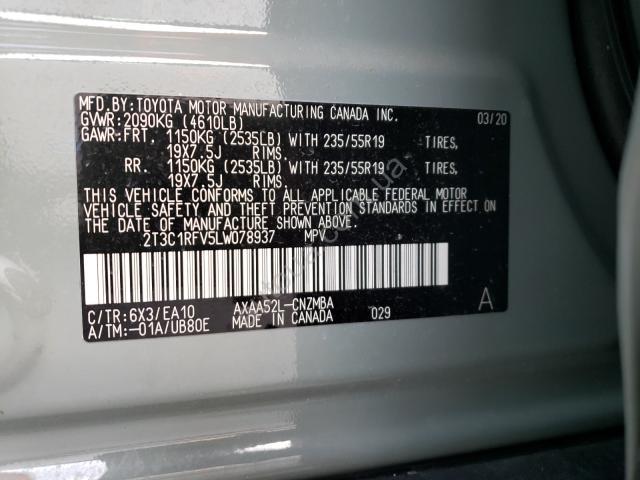 MFD.BY:TOYOTA MOTOR MANUFACTURING CANADA INC. 03/20
GVWR:2090KG (4610LB)
GAWR:FRT. 1150KG (2535LB) WITH 235/55R19 TIRES,
19X7.5J RIMS.
RR. 1150KG (2535LB) WITH 235/55R19 TIRES,
19X7.5J RIMS.
THIS VEHICLE CONFORMS TO ALL APPLICABLE FEDERAL MOTOR
VEHICLE SAFETY AND THEFT PREVENTION STANDARDS IN EFFECT ON
THE DATE OF MANUFACTURE SHOWN ABOVE.
2T3C1RFV5LW078937 MPV
C/TR:6X3/EA10 AXAA52L-CNZMBA A
A/TM:-01A/UB80E MADE IN CANADA 029